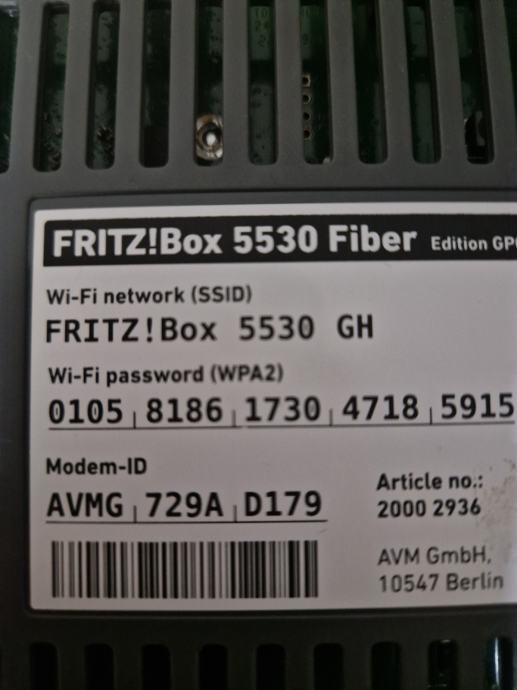 FRITZ!Box 5530 Fiber Edition
Wi-Fi network (SSID)
FRITZ!Box 5530 GH
Wi-Fi password (WPA2)
0105 8186 1730 4718 5915
Modem-ID
AVMG 729A D179
Article no.:
2000 2936
AVM GmbH,
10547 Berlin